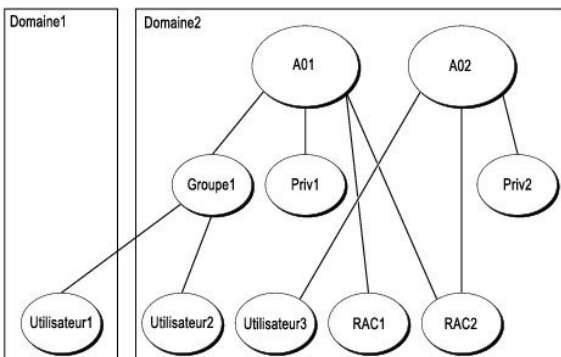 Domaine1
Domaine2
A01
A02
Groupe1
Priv1
Priv2
Utilisateur1
Utilisateur2
Utilisateur3
RAC1
RAC2